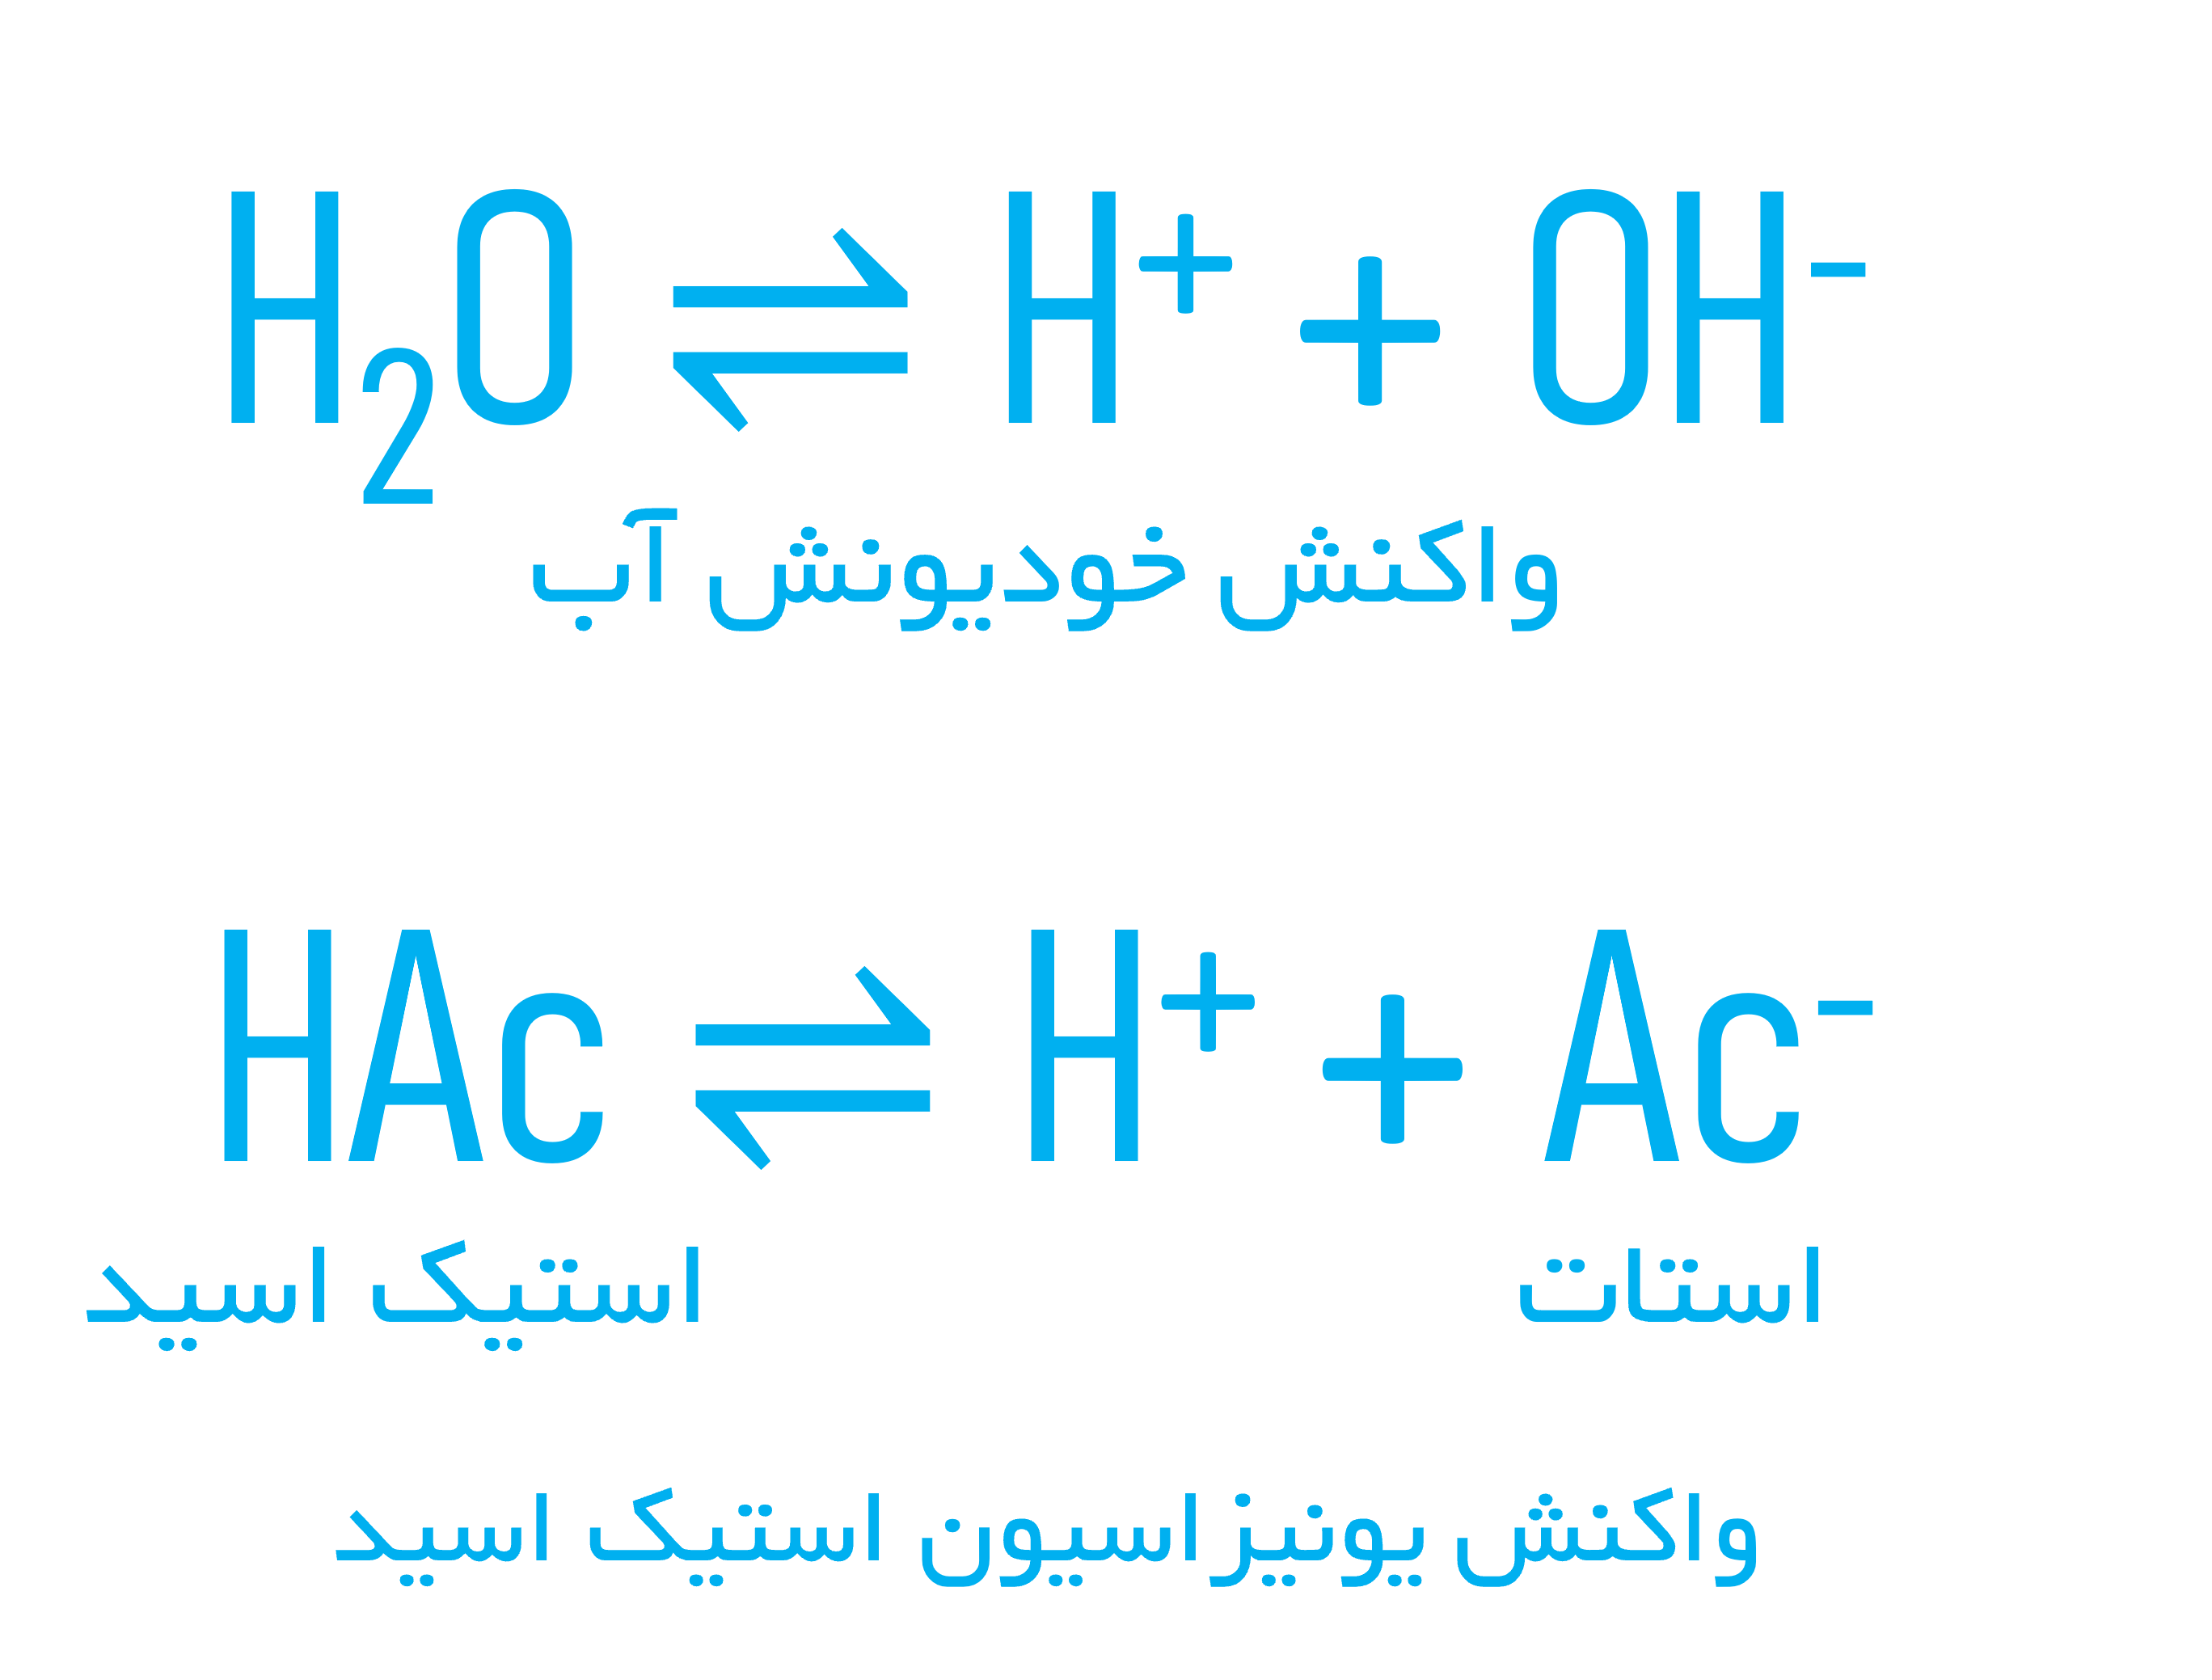 H₂O ⇌ H⁺ + OH⁻
واکنش خودیونش آب
HAc ⇌ H⁺ + Ac⁻
استیک اسید
استات
واکنش یونیزاسیون استیک اسید